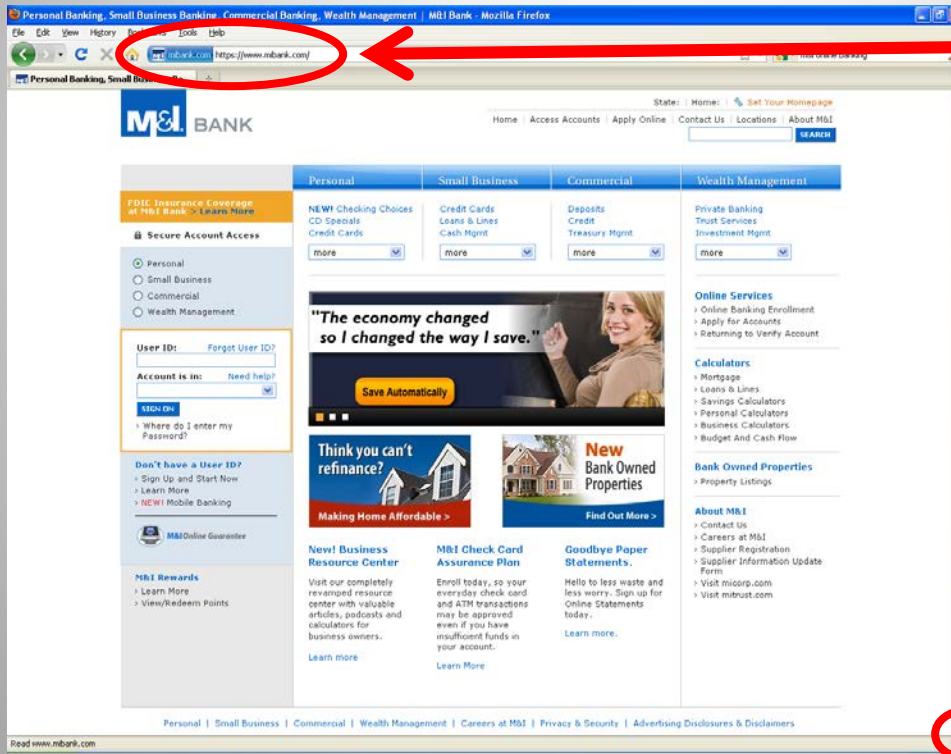 Personal Banking, Small Business Banking, Commercial Banking, Wealth Management | M&I Bank - Mozilla Firefox
File Edit View History Bookmarks Tools Help
mibank.com https://www.mibank.com/
Personal Banking, Small Business Ba...
M&I. BANK
State: | Home: | Set Your Homepage
Home | Access Accounts | Apply Online | Contact Us | Locations | About M&I
SEARCH
Personal Small Business Commercial Wealth Management
FDIC Insurance Coverage
at M&I Bank > Learn More
Secure Account Access
Personal
Small Business
Commercial
Wealth Management
User ID: Forgot User ID?
Account is in: Need help?
SIGN ON
› Where do I enter my
Password?
Don't have a User ID?
› Sign Up and Start Now
› Learn More
› NEW! Mobile Banking
M&I Online Guarantee
M&I Rewards
› Learn More
› View/Redeem Points
NEW! Checking Choices
CD Specials
Credit Cards
more
Credit Cards
Loans & Lines
Cash Mgmt
more
Deposits
Credit
Treasury Mgmt
more
Private Banking
Trust Services
Investment Mgmt
more
"The economy changed
so I changed the way I save."
Save Automatically
Think you can't
refinance?
Making Home Affordable >
New
Bank Owned
Properties
Find Out More >
New! Business
Resource Center
Visit our completely
revamped resource
center with valuable
articles, podcasts and
calculators for
business owners.
Learn more
M&I Check Card
Assurance Plan
Enroll today, so your
everyday check card
and ATM transactions
may be approved
even if you have
insufficient funds in
your account.
Learn More
Goodbye Paper
Statements.
Hello to less waste and
less worry. Sign up for
Online Statements
today.
Learn more.
Online Services
› Online Banking Enrollment
› Apply for Accounts
› Returning to Verify Account
Calculators
› Mortgage
› Loans & Lines
› Savings Calculators
› Personal Calculators
› Business Calculators
› Budget And Cash Flow
Bank Owned Properties
› Property Listings
About M&I
› Contact Us
› Careers at M&I
› Supplier Registration
› Supplier Information Update
Form
› Visit micorp.com
› Visit mitrust.com
Personal | Small Business | Commercial | Wealth Management | Careers at M&I | Privacy & Security | Advertising Disclosures & Disclaimers
Read www.mibank.com